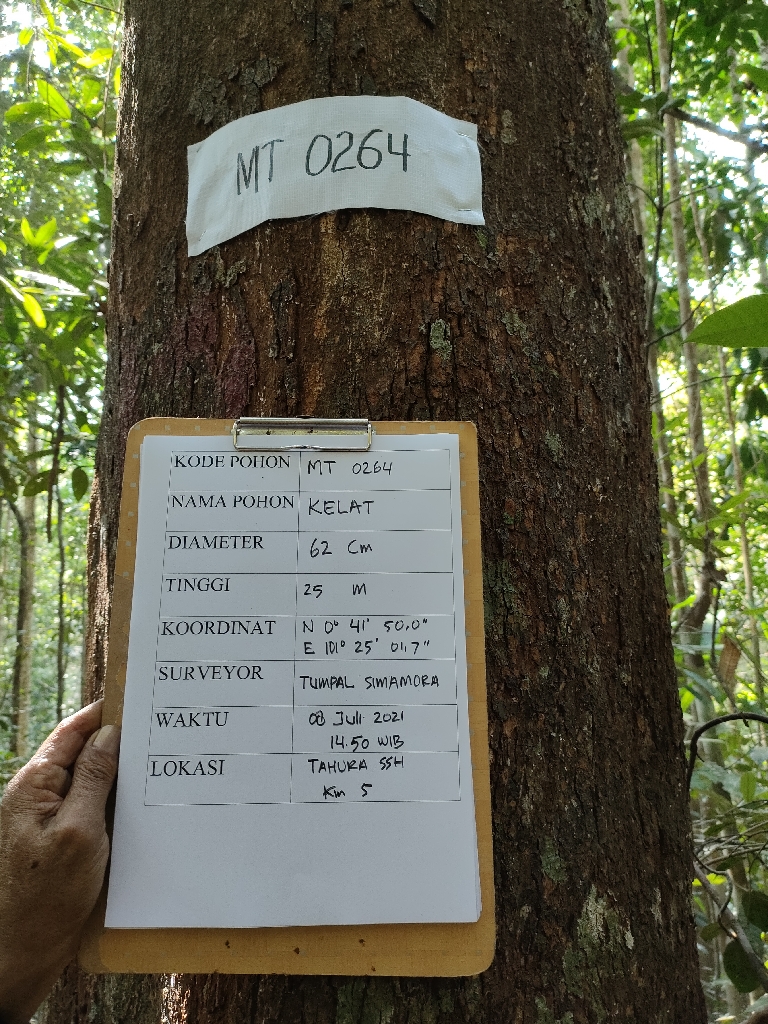 MT 0264
KODE POHON MT 0264
NAMA POHON KELAT
DIAMETER 62 Cm
TINGGI 25 M
KOORDINAT N 0° 41' 50.0"
E 101° 25' 01.7"
SURVEYOR TUMPAL SIMAMORA
WAKTU 08 Juli 2021
14.50 WIB
LOKASI TAHURA SSH
Km 5